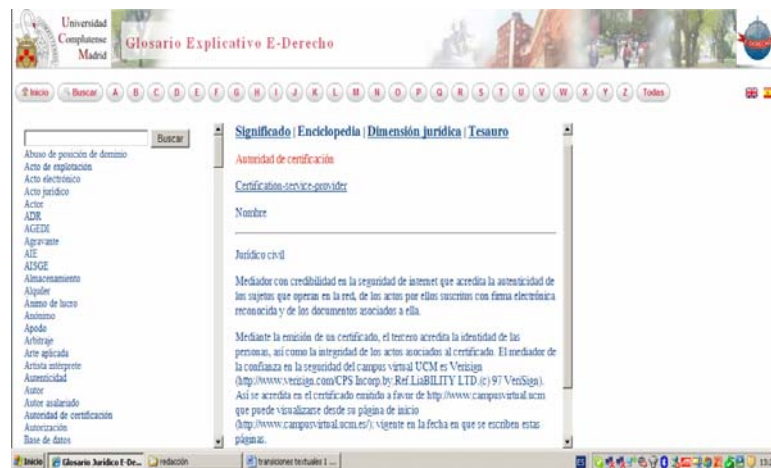 Universidad
Complutense
Madrid
Glosario Explicativo E-Derecho
Inicio Buscar A B C D E F G H I J K L M N O P Q R S T U V W X Y Z Todas
Buscar
Abuso de posición de dominio
Acto de explotación
Acto electrónico
Acto jurídico
Actor
ADR
AGEDI
Agravante
AIE
AISGE
Almacenamiento
Alquiler
Animo de lucro
Anónimo
Apodo
Arbitraje
Arte aplicada
Artista intérprete
Autenticidad
Autor
Autor asalariado
Autoridad de certificación
Autorización
Base de datos
Significado | Enciclopedia | Dimensión jurídica | Tesauro
Autoridad de certificación
Certification-service-provider
Nombre
Jurídico civil
Mediador con credibilidad en la seguridad de internet que acredita la autenticidad de
los sujetos que operan en la red, de los actos por ellos suscritos con firma electrónica
reconocida y de los documentos asociados a ella.
Mediante la emisión de un certificado, el tercero acredita la identidad de las
personas, así como la integridad de los actos asociados al certificado. El mediador de
la confianza en la seguridad del campus virtual UCM es Verisign
(http://www.verisign.com/CPS Incorp.by Ref.LiaBILITY LTD.(c) 97 VeriSign).
Así se acredita en el certificado emitido a favor de http://www.campusvirtual.ucm
que puede visualizarse desde su página de inicio
(http://www.campusvirtual.ucm.es/); vigente en la fecha en que se escriben estas
páginas.
Inicio Glosario Jurídico E-De... redacción transiciones textuales 1 ... ES